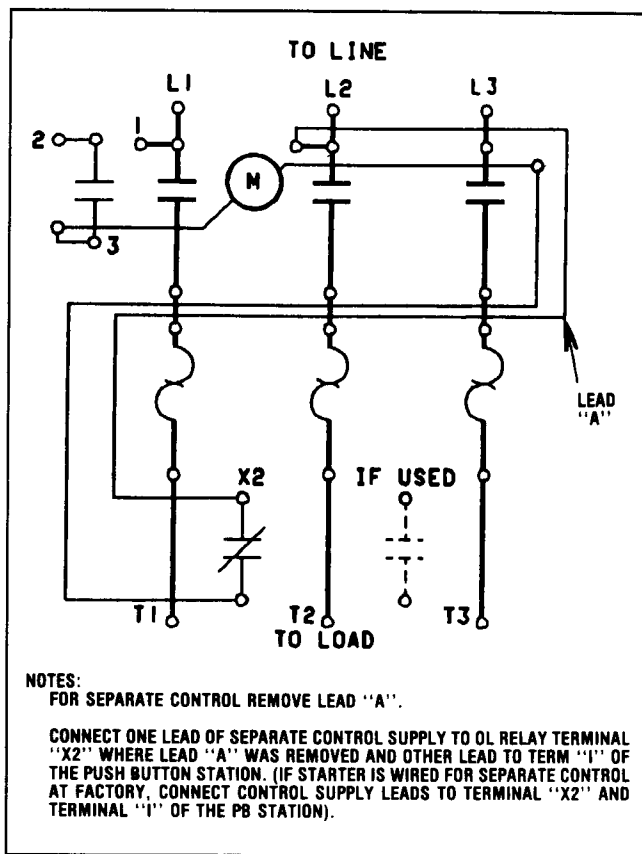 TO LINE
L1 L2 L3
2 1
M
3
LEAD
"A"
X2 IF USED
T1 T2 T3
TO LOAD
NOTES:
FOR SEPARATE CONTROL REMOVE LEAD "A".
CONNECT ONE LEAD OF SEPARATE CONTROL SUPPLY TO OL RELAY TERMINAL
"X2" WHERE LEAD "A" WAS REMOVED AND OTHER LEAD TO TERM "I" OF
THE PUSH BUTTON STATION. (IF STARTER IS WIRED FOR SEPARATE CONTROL
AT FACTORY, CONNECT CONTROL SUPPLY LEADS TO TERMINAL "X2" AND
TERMINAL "I" OF THE PB STATION).